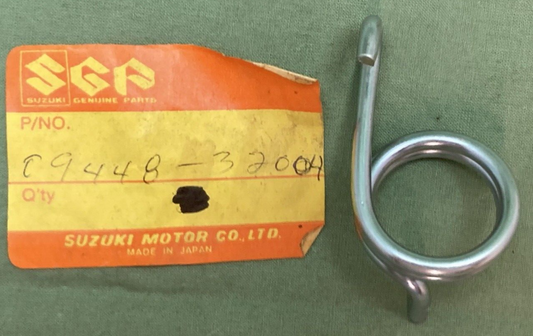 SGP
SUZUKI GENUINE PARTS
P/NO.
09448-32004
Q'ty
SUZUKI MOTOR CO., LTD.
MADE IN JAPAN